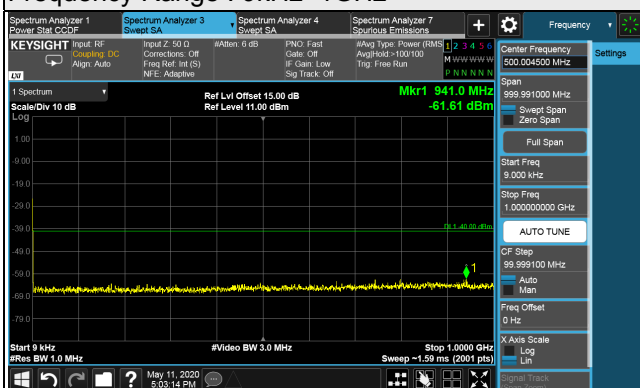 Frequency Range : 9kHz~1GHz
Spectrum Analyzer 1
Power Stat CCDF
Spectrum Analyzer 3
Swept SA
Spectrum Analyzer 4
Swept SA
Spectrum Analyzer 7
Spurious Emissions
+
Frequency
KEYSIGHT
LXI
Input: RF
Coupling: DC
Align: Auto
Input Z: 50 Ω
Corrections: Off
Freq Ref: Int (S)
NFE: Adaptive
#Atten: 6 dB
PNO: Fast
Gate: Off
IF Gain: Low
Sig Track: Off
#Avg Type: Power (RMS
Avg|Hold:>100/100
Trig: Free Run
1 2 3 4 5 6
M W W W W W
P N N N N N
Center Frequency
500.004500 MHz
Settings
1 Spectrum
Scale/Div 10 dB
Log
Ref Lvl Offset 15.00 dB
Ref Level 11.00 dBm
Mkr1 941.0 MHz
-61.61 dBm
1.00
-9.00
-19.0
-29.0
-39.0
-49.0
-59.0
-69.0
-79.0
DL1 -40.00 dBm
1
Start 9 kHz
#Res BW 1.0 MHz
#Video BW 3.0 MHz
Stop 1.0000 GHz
Sweep ~1.59 ms (2001 pts)
Span
999.991000 MHz
Swept Span
Zero Span
Full Span
Start Freq
9.000 kHz
Stop Freq
1.000000000 GHz
AUTO TUNE
CF Step
99.999100 MHz
Auto
Man
Freq Offset
0 Hz
X Axis Scale
Log
Lin
Signal Track
?
May 11, 2020
5:03:14 PM